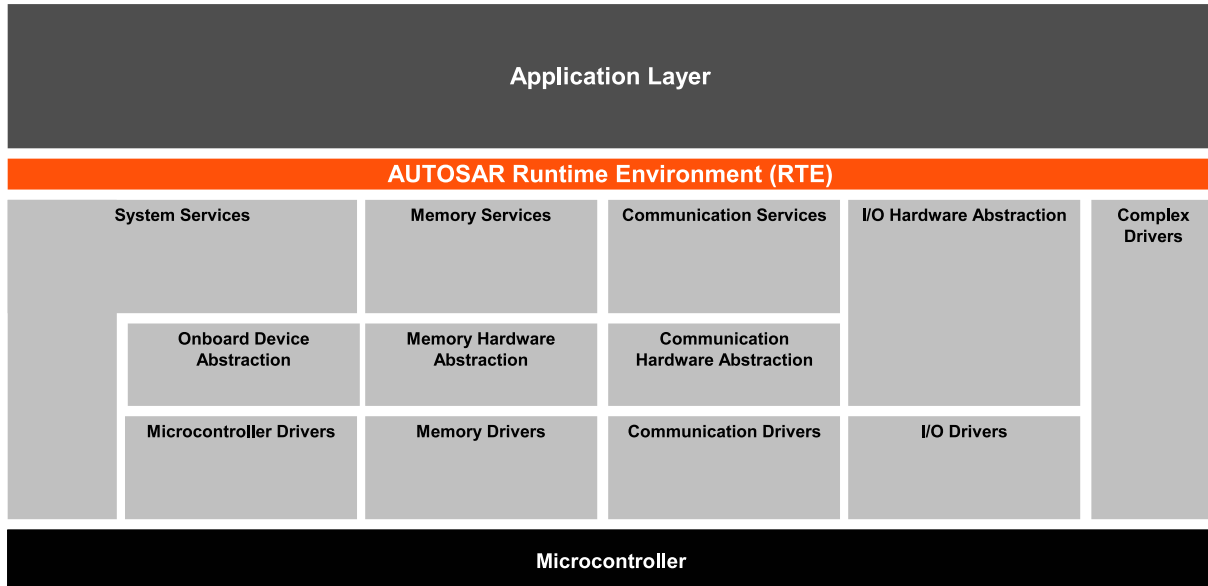 Application Layer
AUTOSAR Runtime Environment (RTE)
System Services
Memory Services
Communication Services
I/O Hardware Abstraction
Complex
Drivers
Onboard Device
Abstraction
Memory Hardware
Abstraction
Communication
Hardware Abstraction
Microcontroller Drivers
Memory Drivers
Communication Drivers
I/O Drivers
Microcontroller